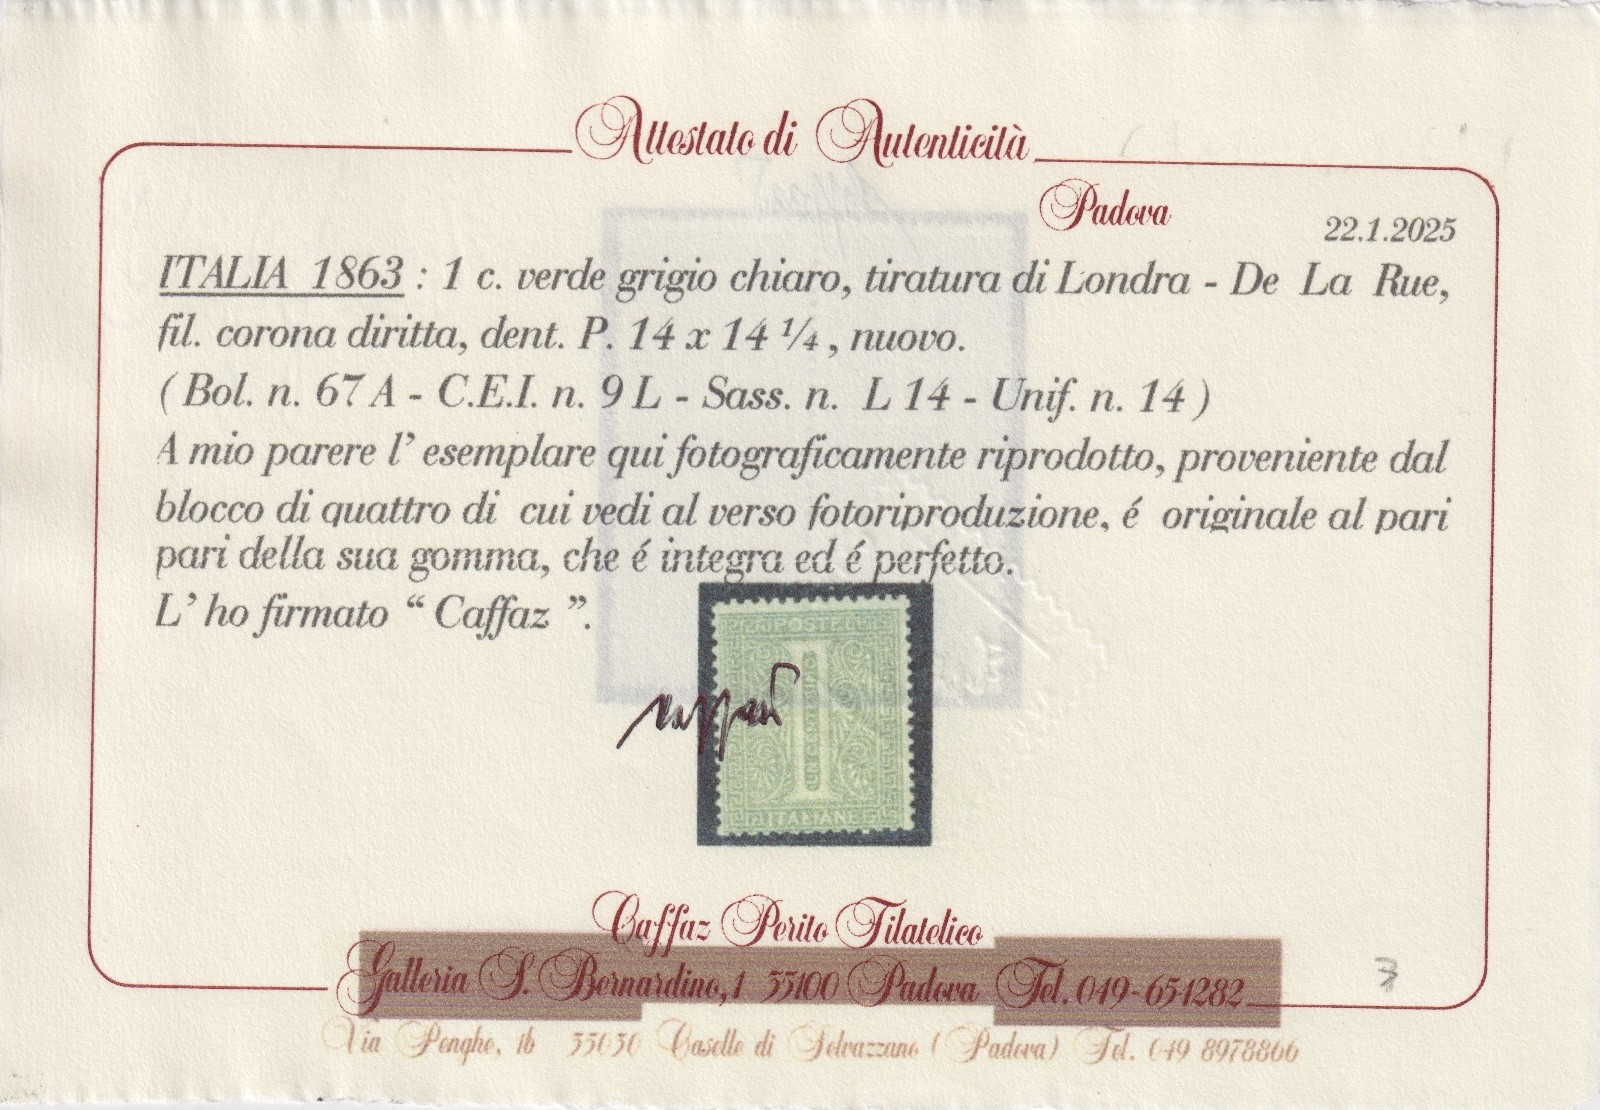 Attestato di Autenticità
Padova
22.1.2025
ITALIA 1863 : 1 c. verde grigio chiaro, tiratura di Londra - De La Rue,
fil. corona diritta, dent. P. 14 x 14 ¼ , nuovo.
( Bol. n. 67 A - C.E.I. n. 9 L - Sass. n. L 14 - Unif. n. 14 )
A mio parere l' esemplare qui fotograficamente riprodotto, proveniente dal
blocco di quattro di cui vedi al verso fotoriproduzione, é originale al pari
pari della sua gomma, che é integra ed é perfetto.
L' ho firmato “ Caffaz ”.
POSTE
ITALIANE
Caffaz Perito Filatelico
Galleria S. Bernardino, 1 35100 Padova Tel. 049-651282
Via Penghe, 1b 35030 Caselle di Selvazzano ( Padova) Tel. 049 8978866
7